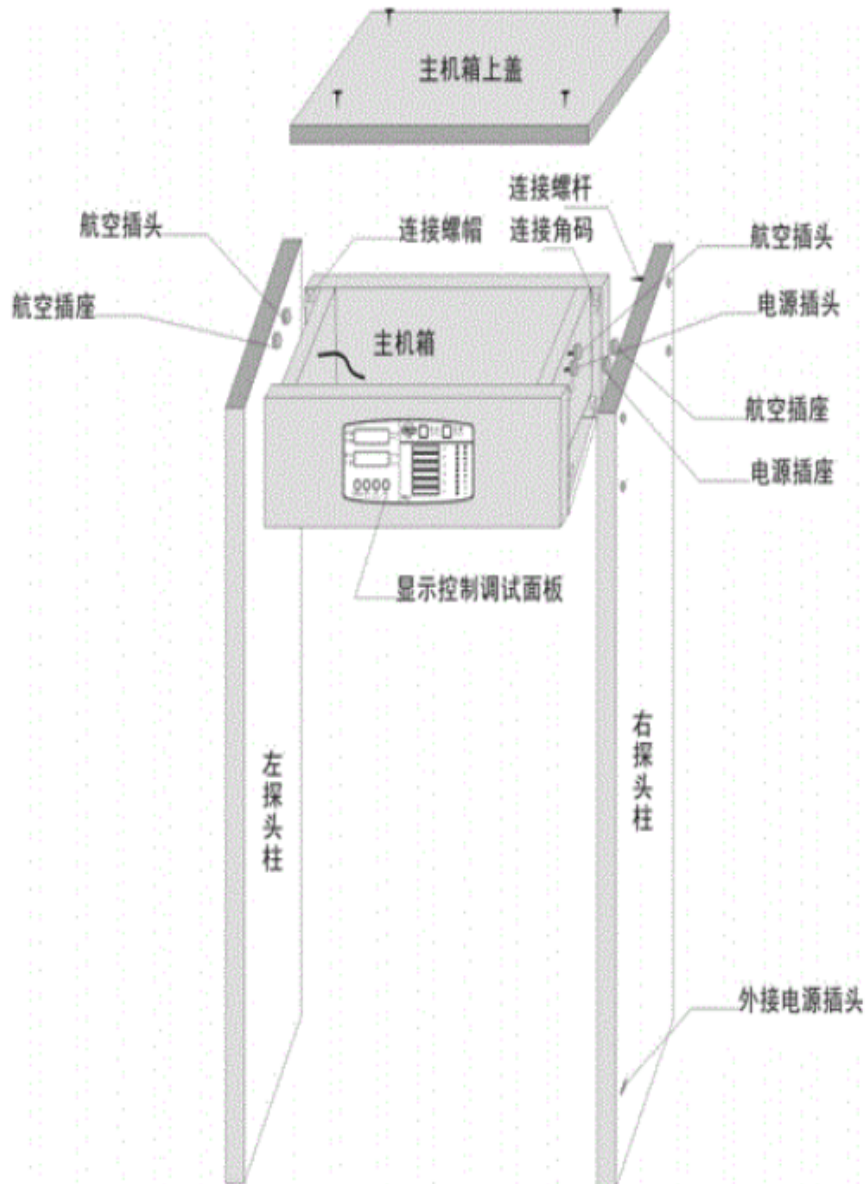 主机箱上盖
连接螺杆
航空插头
连接螺帽
连接角码
航空插头
航空插座
电源插头
主机箱
航空插座
电源插座
显示控制调试面板
左探头柱
右探头柱
外接电源插头